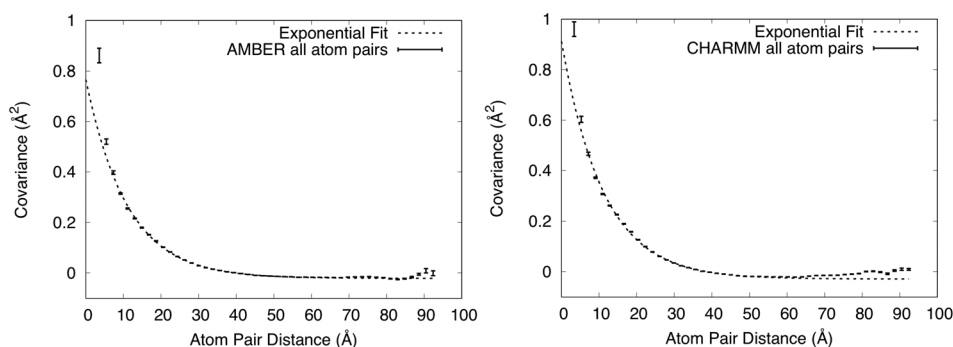 1
0.8
0.6
0.4
0.2
0
0 10 20 30 40 50 60 70 80 90 100
Covariance (Å²)
Atom Pair Distance (Å)
Exponential Fit
AMBER all atom pairs
1
0.8
0.6
0.4
0.2
0
0 10 20 30 40 50 60 70 80 90 100
Covariance (Å²)
Atom Pair Distance (Å)
Exponential Fit
CHARMM all atom pairs